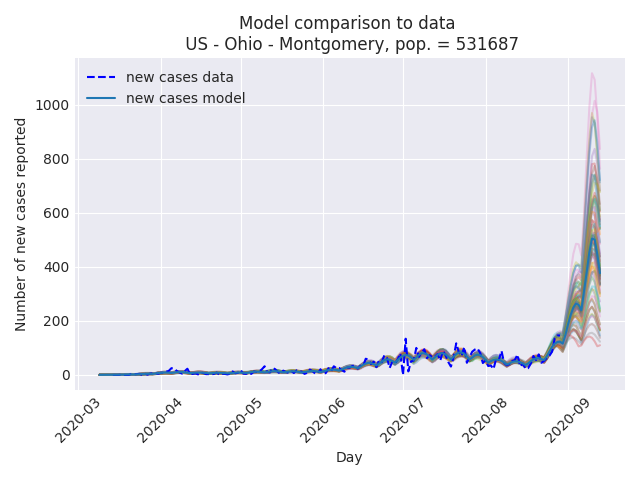 Model comparison to data
US - Ohio - Montgomery, pop. = 531687
new cases data
new cases model
Number of new cases reported
1000
800
600
400
200
0
2020-03
2020-04
2020-05
2020-06
2020-07
2020-08
2020-09
Day